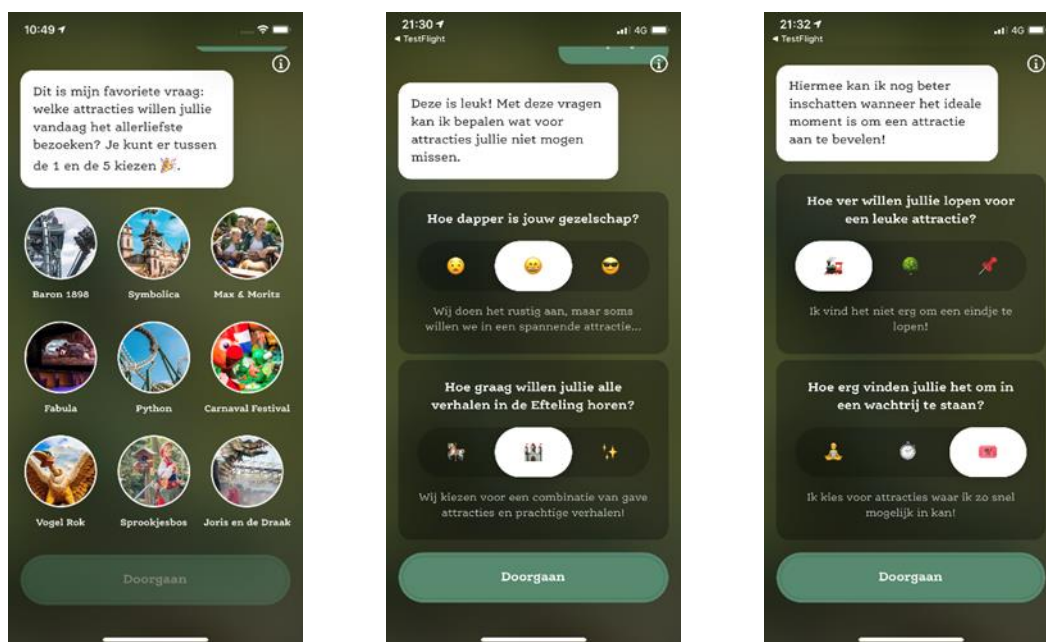 10:49
Dit is mijn favoriete vraag:
welke attracties willen jullie
vandaag het allerliefste
bezoeken? Je kunt er tussen
de 1 en de 5 kiezen 🎉.
Baron 1898
Symbolica
Max & Moritz
Fabula
Python
Carnaval Festival
Vogel Rok
Sprookjesbos
Joris en de Draak
Doorgaan
21:30
4G
◀ TestFlight
Deze is leuk! Met deze vragen
kan ik bepalen wat voor
attracties jullie niet mogen
missen.
Hoe dapper is jouw gezelschap?
Wij doen het rustig aan, maar soms
willen we in een spannende attractie...
Hoe graag willen jullie alle
verhalen in de Efteling horen?
Wij kiezen voor een combinatie van gave
attracties en prachtige verhalen!
Doorgaan
21:32
4G
◀ TestFlight
Hiermee kan ik nog beter
inschatten wanneer het ideale
moment is om een attractie
aan te bevelen!
Hoe ver willen jullie lopen voor
een leuke attractie?
Ik vind het niet erg om een eindje te
lopen!
Hoe erg vinden jullie het om in
een wachtrij te staan?
Ik kies voor attracties waar ik zo snel
mogelijk in kan!
Doorgaan